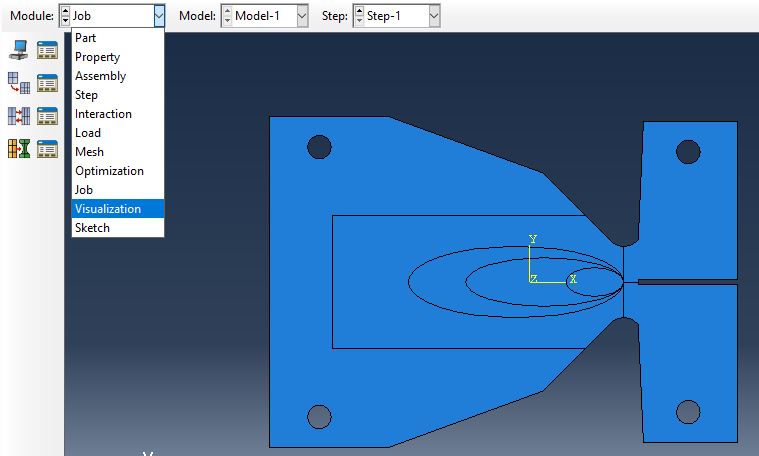 Module: Job Model: Model-1 Step: Step-1
Part
Property
Assembly
Step
Interaction
Load
Mesh
Optimization
Job
Visualization
Sketch
Y
Z X